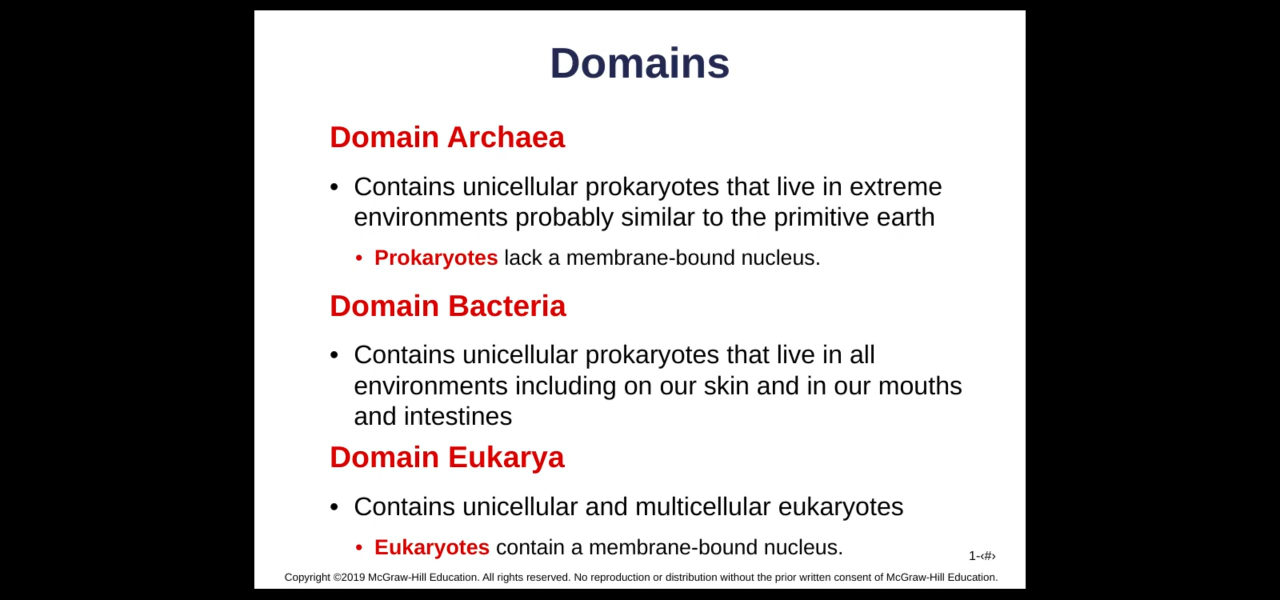 Domains
Domain Archaea
• Contains unicellular prokaryotes that live in extreme
environments probably similar to the primitive earth
• Prokaryotes lack a membrane-bound nucleus.
Domain Bacteria
• Contains unicellular prokaryotes that live in all
environments including on our skin and in our mouths
and intestines
Domain Eukarya
• Contains unicellular and multicellular eukaryotes
• Eukaryotes contain a membrane-bound nucleus.
1-‹#›
Copyright ©2019 McGraw-Hill Education. All rights reserved. No reproduction or distribution without the prior written consent of McGraw-Hill Education.